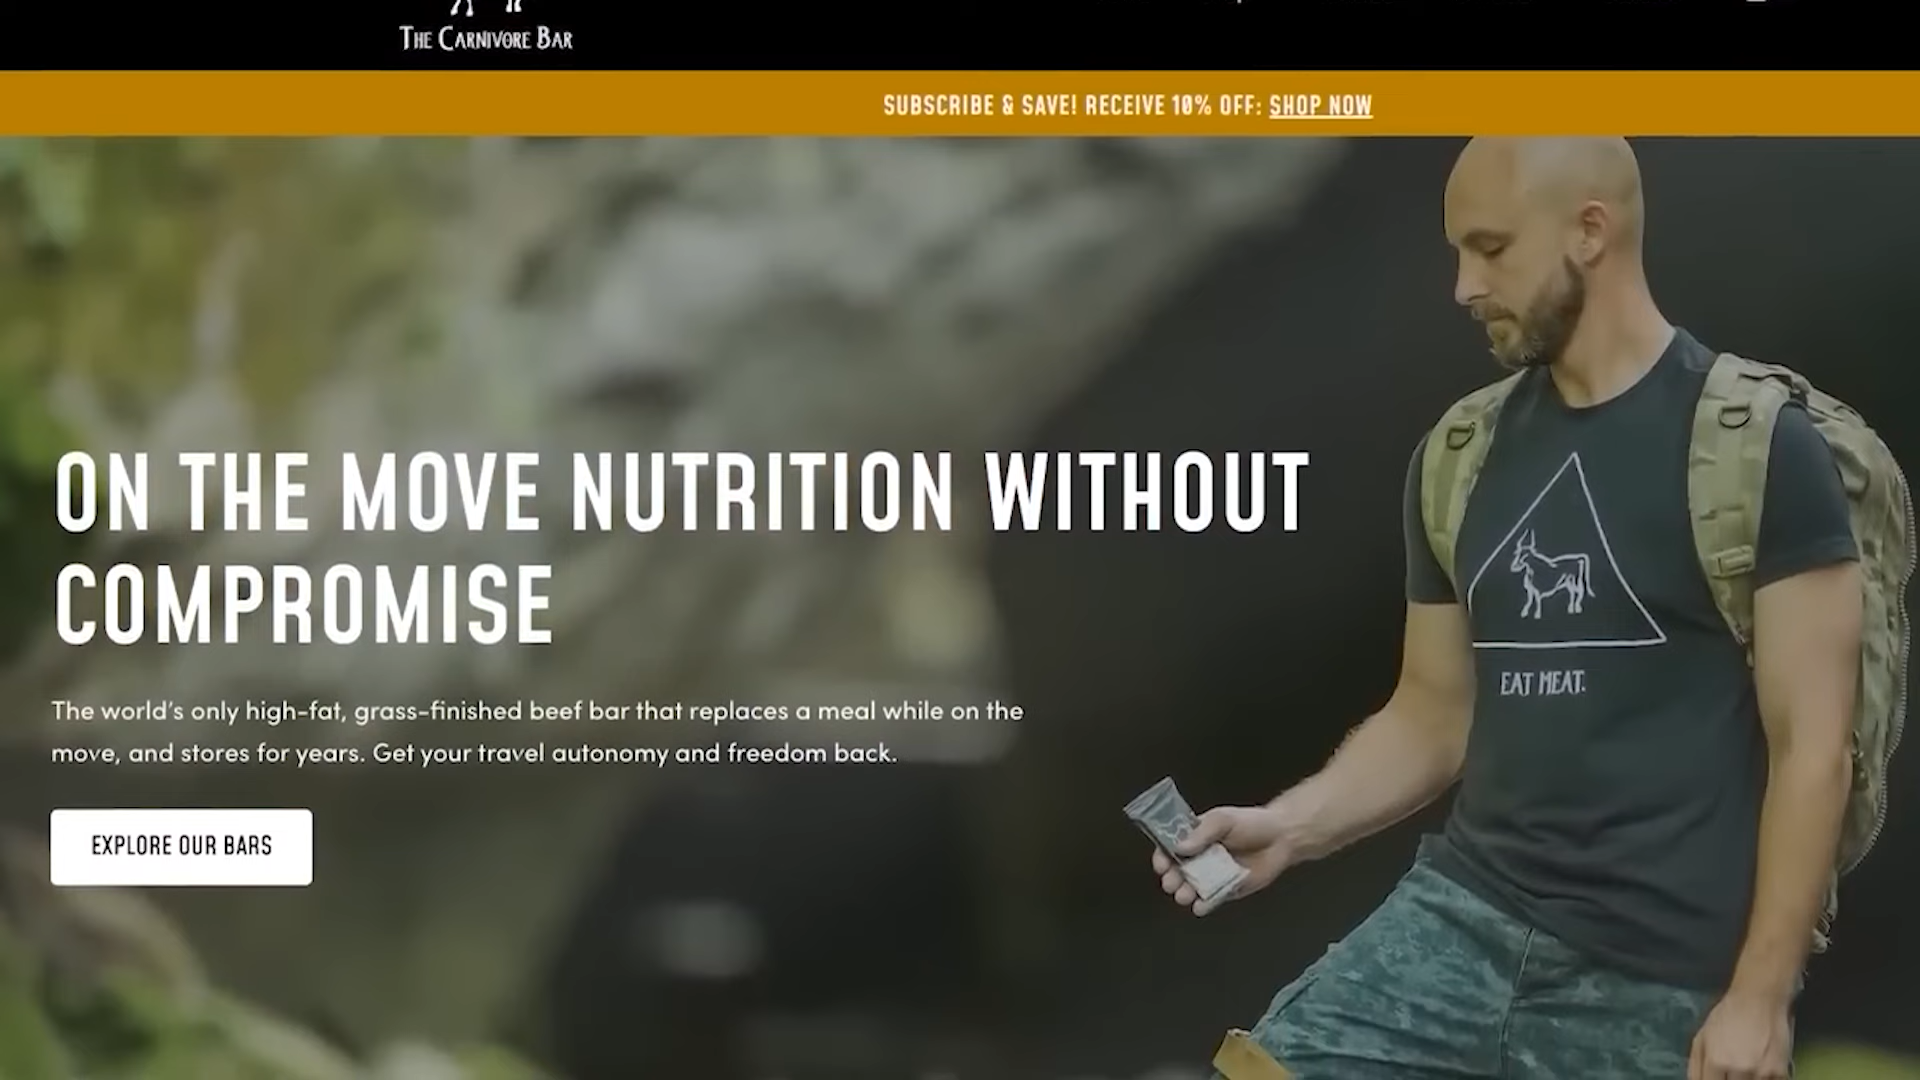 THE CARNIVORE BAR
SUBSCRIBE & SAVE! RECEIVE 10% OFF: SHOP NOW
ON THE MOVE NUTRITION WITHOUT
COMPROMISE
The world's only high-fat, grass-finished beef bar that replaces a meal while on the
move, and stores for years. Get your travel autonomy and freedom back.
EXPLORE OUR BARS
EAT MEAT.